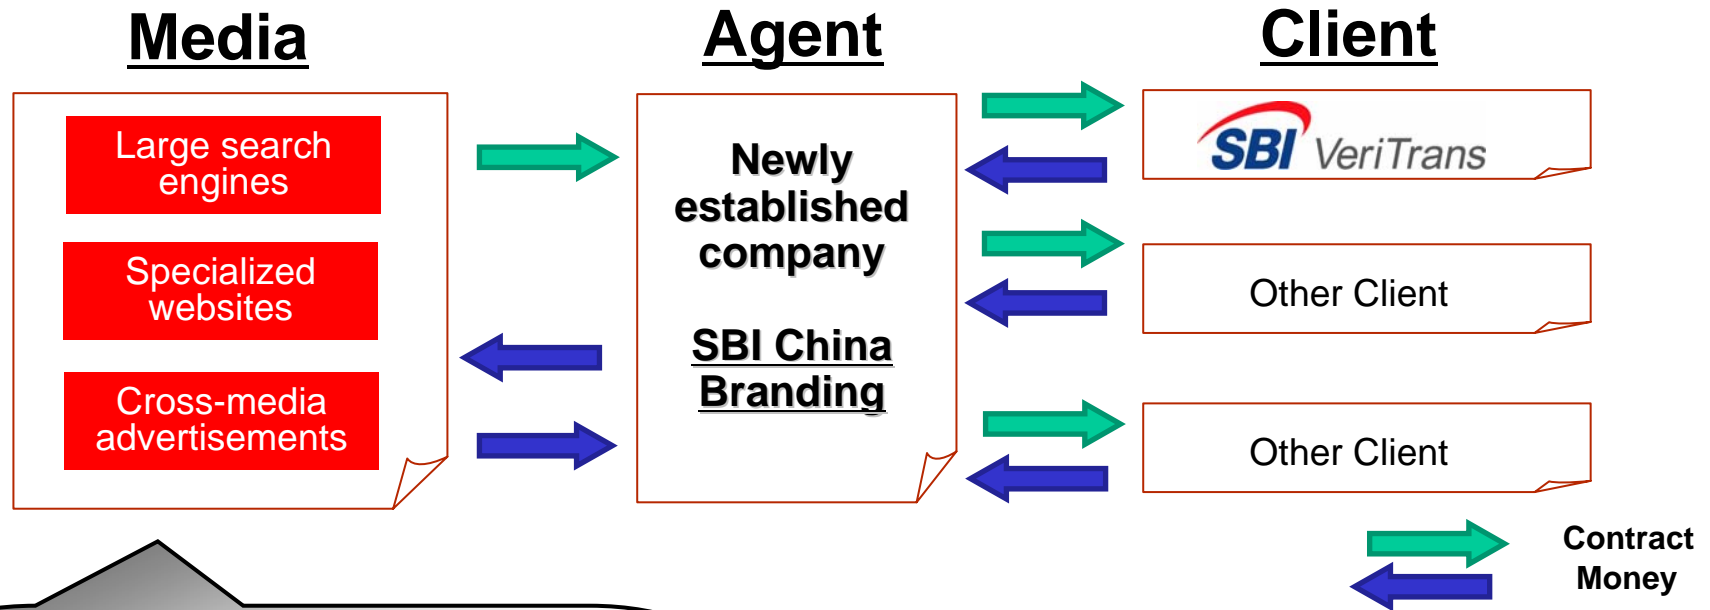 Media
Agent
Client
Large search
engines
Specialized
websites
Cross-media
advertisements
Newly
established
company
SBI China
Branding
SBI VeriTrans
Other Client
Other Client
Contract
Money